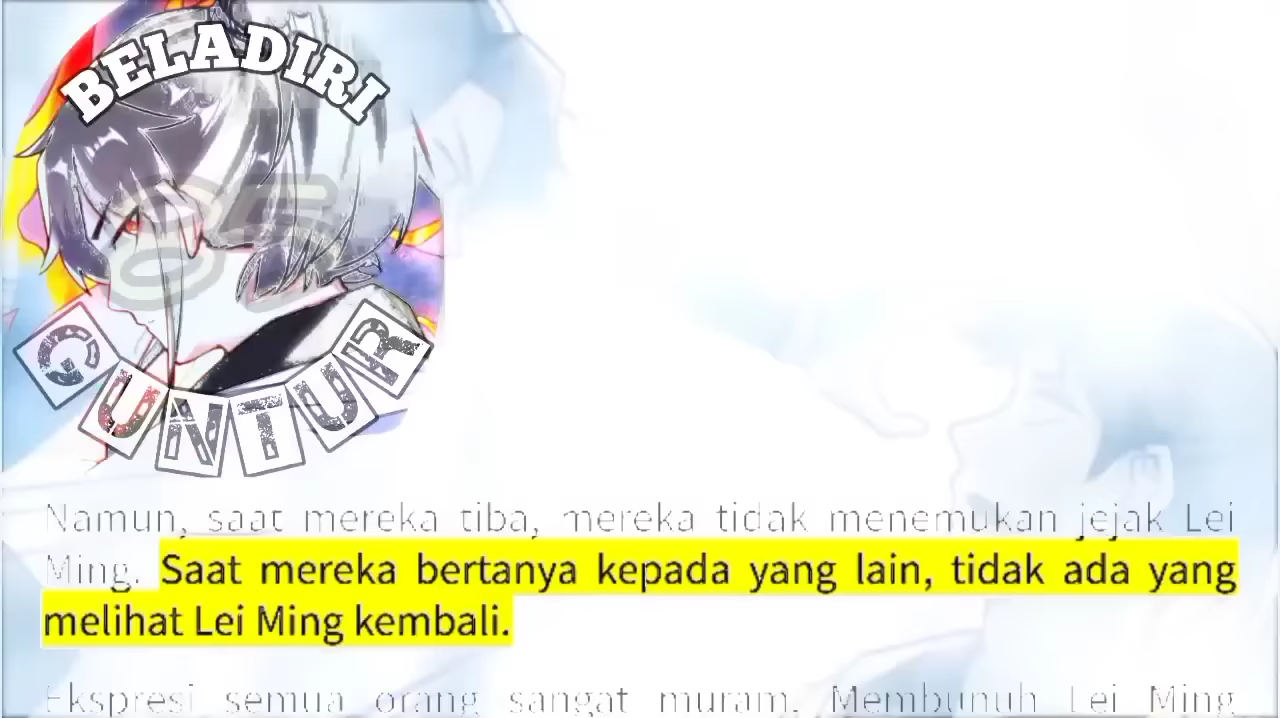 BELADIRI
85
GUNTUR
Namun, saat mereka tiba, mereka tidak menemukan jejak Lei
Ming. Saat mereka bertanya kepada yang lain, tidak ada yang
melihat Lei Ming kembali.
Ekspresi semua orang sangat muram. Membunuh Lei Ming